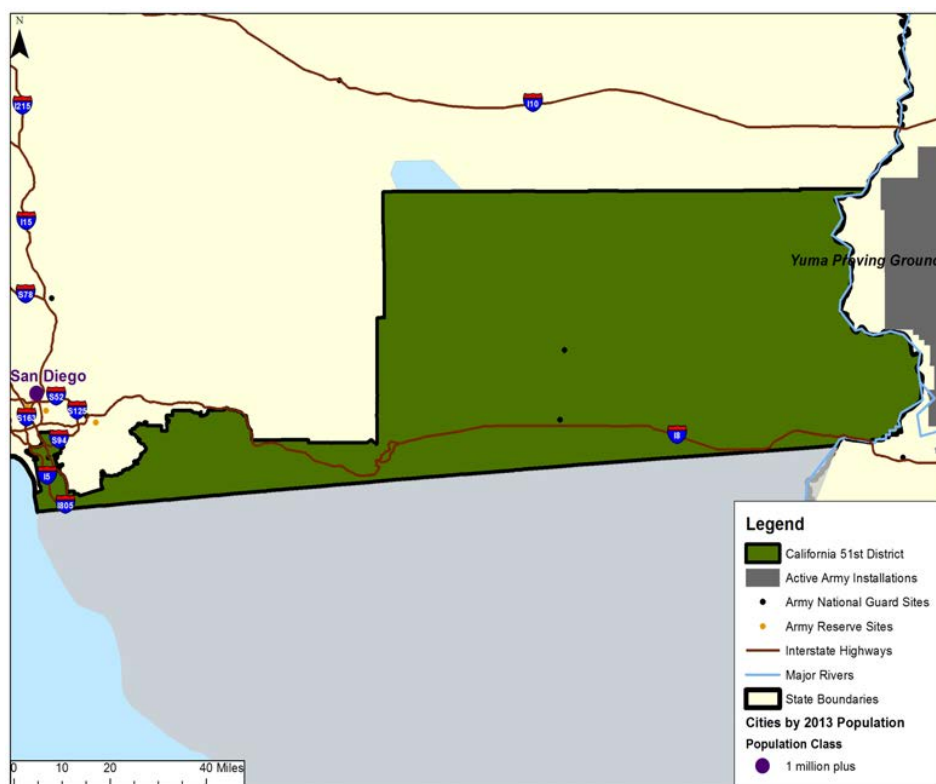 N
I10
I215
I15
Yuma Proving Ground
S78
San Diego
S52
S125
S163
S94
I8
I5
I805
Legend
California 51st District
Active Army Installations
Army National Guard Sites
Army Reserve Sites
Interstate Highways
Major Rivers
State Boundaries
Cities by 2013 Population
Population Class
1 million plus
0 10 20 40 Miles